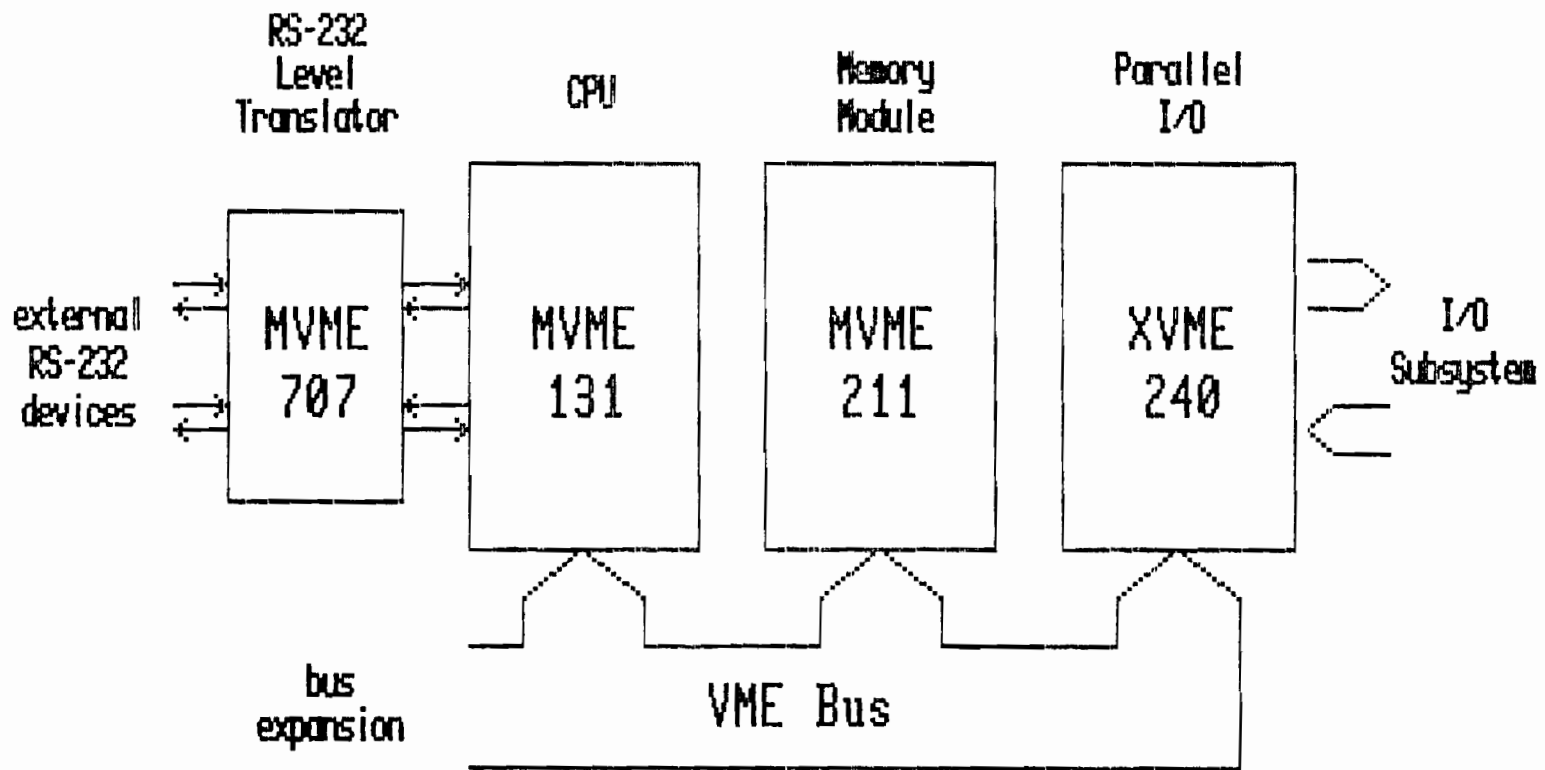 RS-232
Level
Translator
CPU
Memory
Module
Parallel
I/O
external
RS-232
devices
MVME
707
MVME
131
MVME
211
XVME
240
I/O
Subsystem
bus
expansion
VME Bus